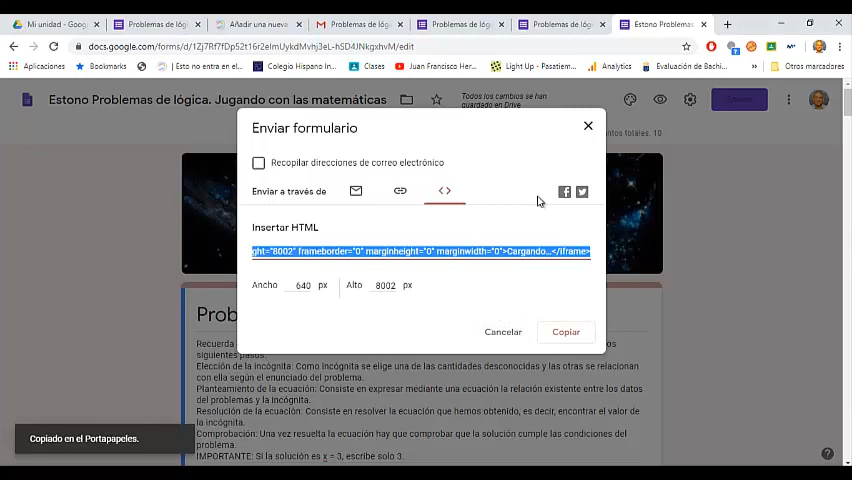 Mi unidad - Goog
Problemas de lógi
Añadir una nueva
Problemas de lógi
Problemas de lógi
Problemas de lógi
Estono Problemas
docs.google.com/forms/d/1Zj7Rf7fDp52t16r2eImUykdMvhj3eL-hSD4JNkgxhvM/edit
Aplicaciones
Bookmarks
[Esto no entra en el...
Colegio Hispano In...
Classes
Juan Francisco Her...
Light Up - Pasatiem...
Analytics
Evaluación de Bachi...
Otros marcadores
Estono Problemas de lógica. Jugando con las matemáticas
Todos los cambios se han
guardado en Drive
Enviar
untos totales: 10
Enviar formulario
Recopilar direcciones de correo electrónico
Enviar a través de
Insertar HTML
ght="8002" frameborder="0" marginheight="0" marginwidth="0">Cargando…</iframe>
Ancho 640 px Alto 8002 px
Cancelar
Copiar
Prob
Recuerda
siguientes pasos:
Elección de la incógnita: Como incógnita se elige una de las cantidades desconocidas y las otras se relacionan
con ella según el enunciado del problema.
Planteamiento de la ecuación: Consiste en expresar mediante una ecuación la relación existente entre los datos
del problemas y la incógnita.
Resolución de la ecuación: Consiste en resolver la ecuación que hemos obtenido, es decir, encontrar el valor de
la incógnita.
Comprobación: Una vez resuelta la ecuación hay que comprobar que la solución cumple las condiciones del
problema.
IMPORTANTE: Si la solución es x = 3, escribe solo 3.
Copiado en el Portapapeles.